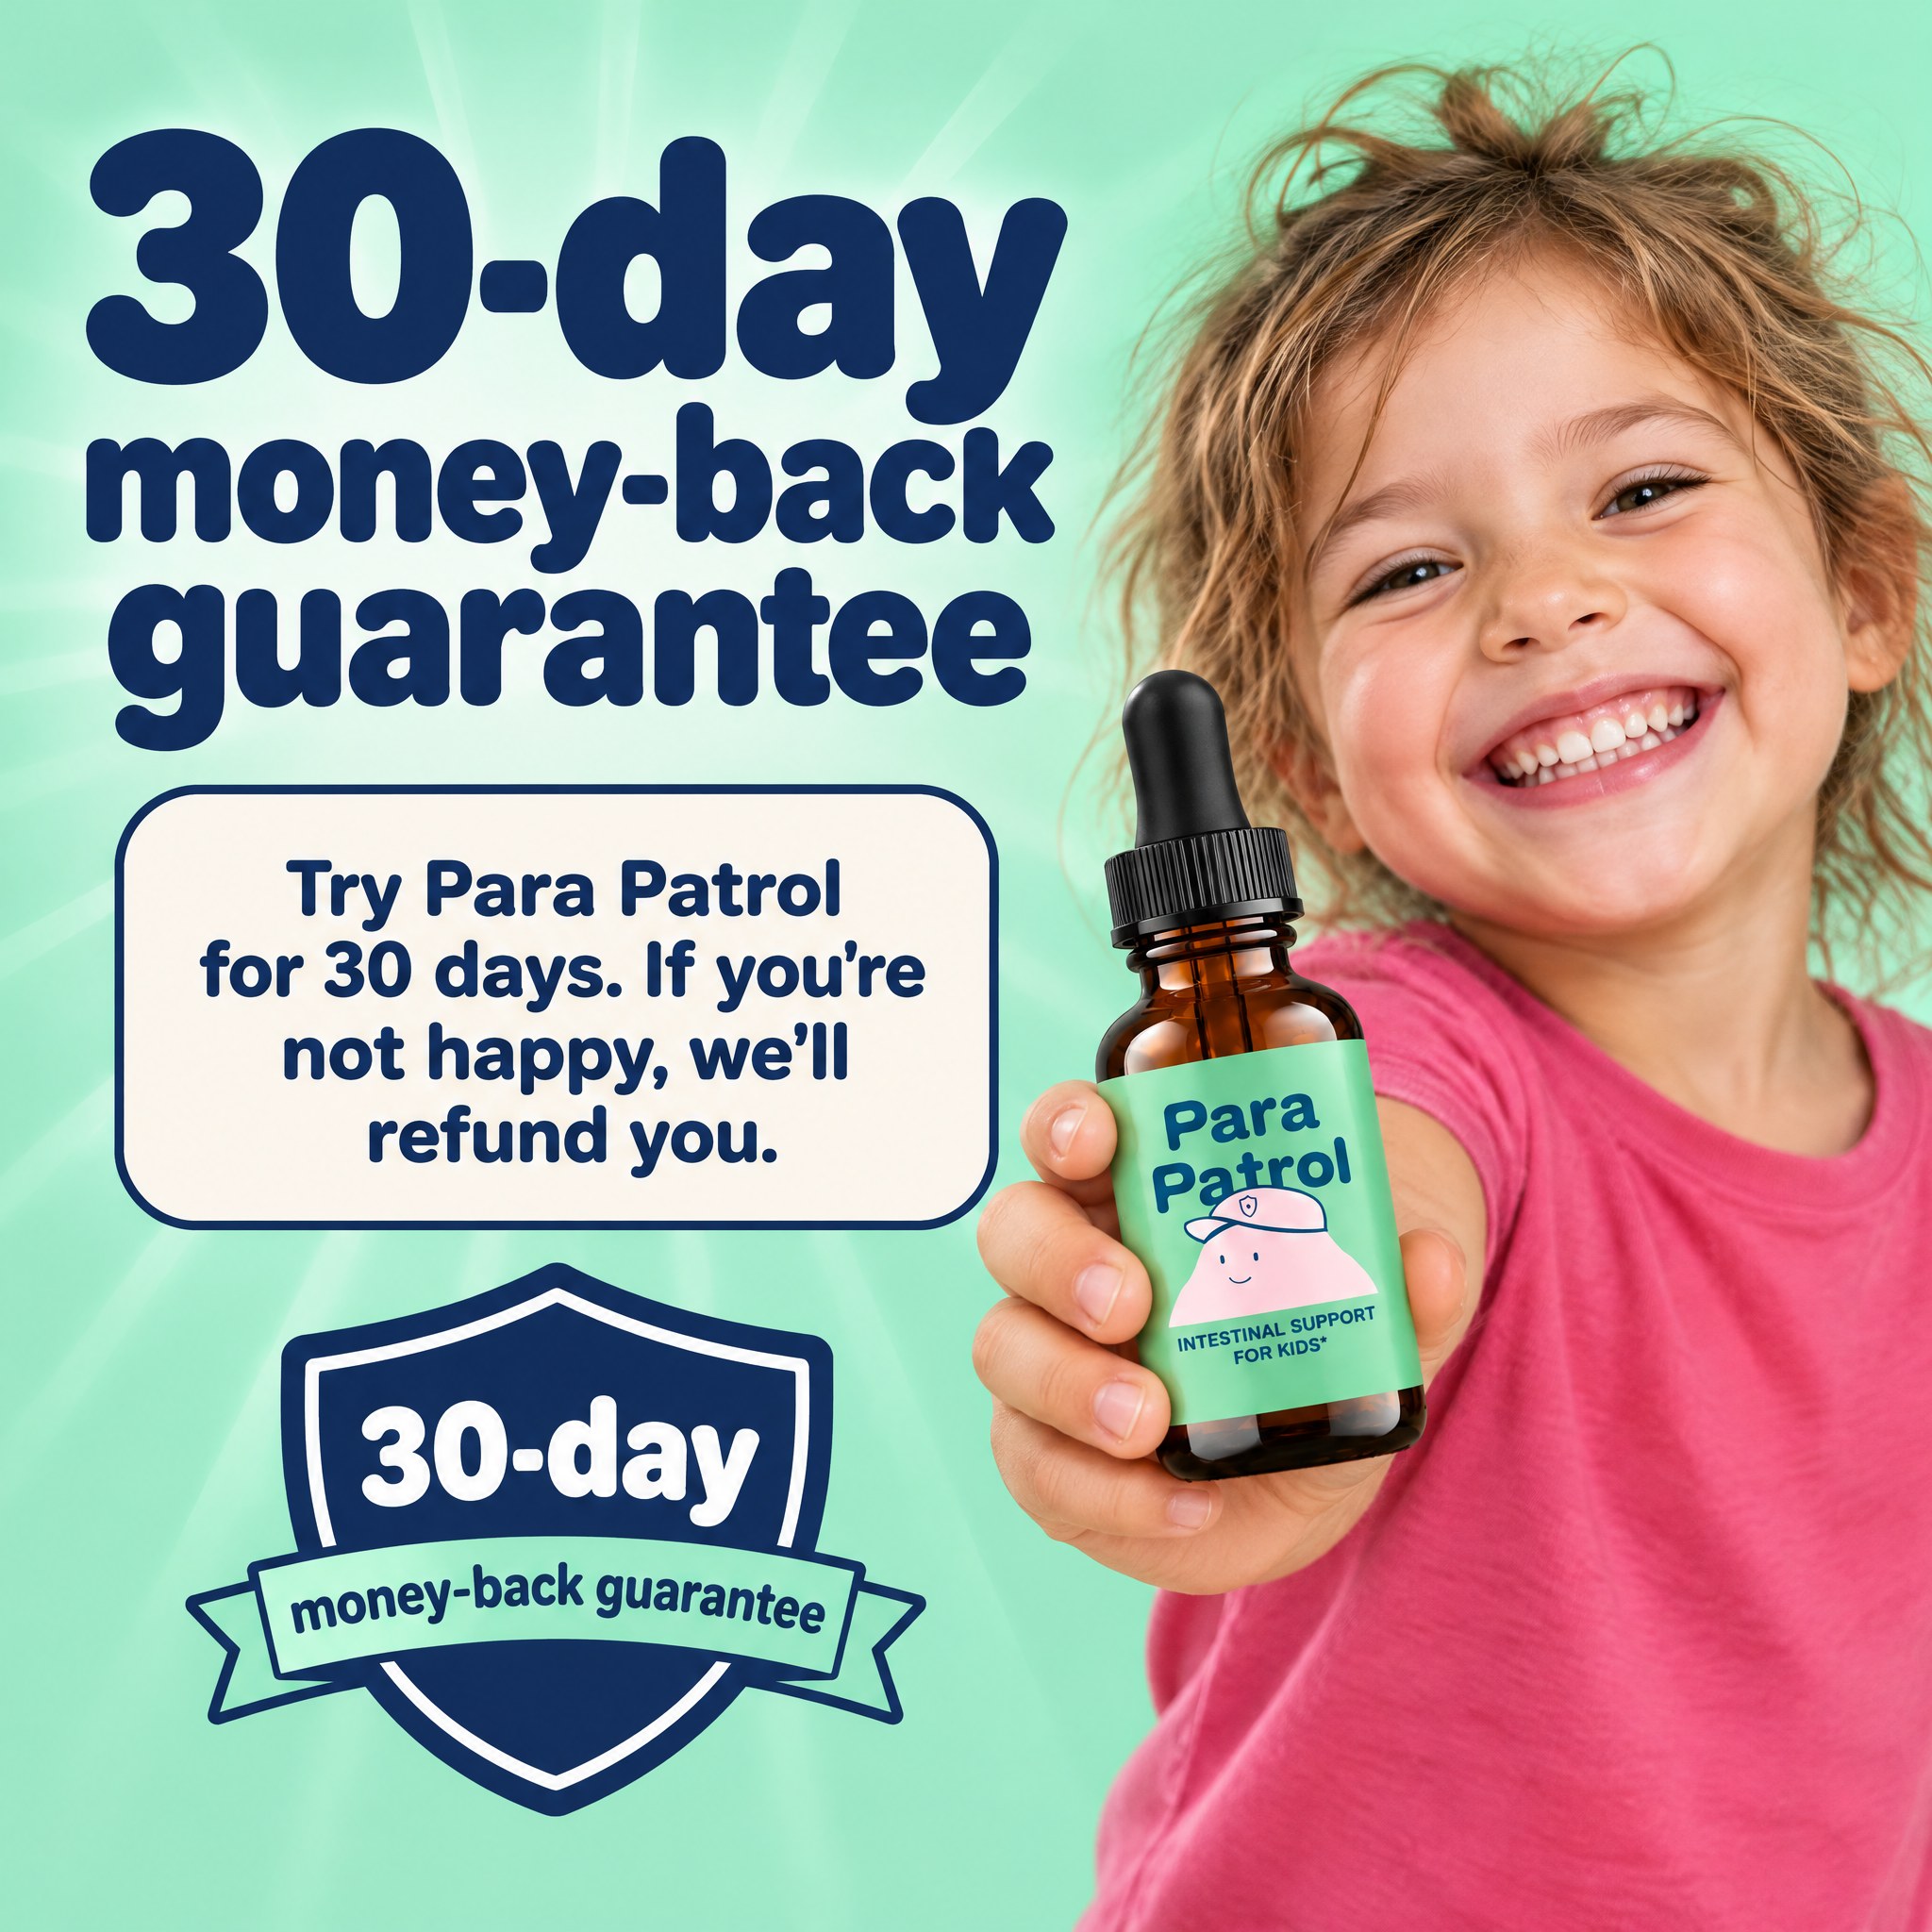 30-day
money-back
guarantee
Try Para Patrol
for 30 days. If you're
not happy, we'll
refund you.
30-day
money-back guarantee
Para
Patrol
INTESTINAL SUPPORT
FOR KIDS*